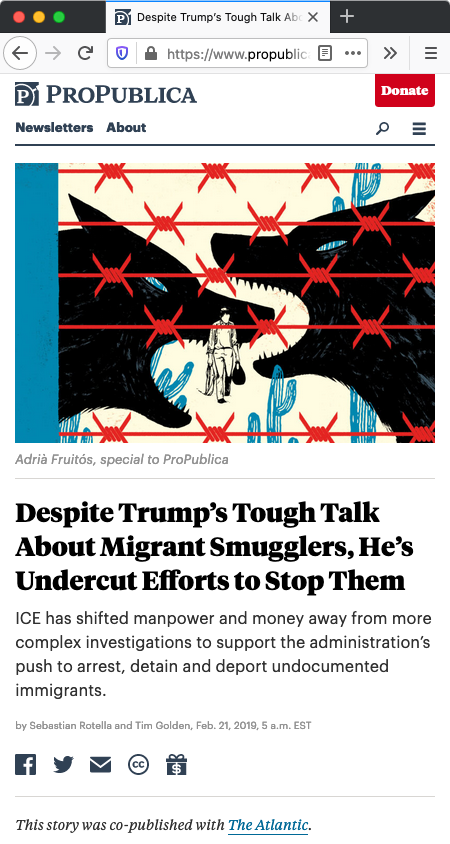 Despite Trump's Tough Talk Abo
https://www.propublic
PROPUBLICA
Donate
Newsletters About
Adrià Fruitós, special to ProPublica
Despite Trump's Tough Talk
About Migrant Smugglers, He's
Undercut Efforts to Stop Them
ICE has shifted manpower and money away from more
complex investigations to support the administration's
push to arrest, detain and deport undocumented
immigrants.
by Sebastian Rotella and Tim Golden, Feb. 21, 2019, 5 a.m. EST
cc
$
This story was co-published with The Atlantic.